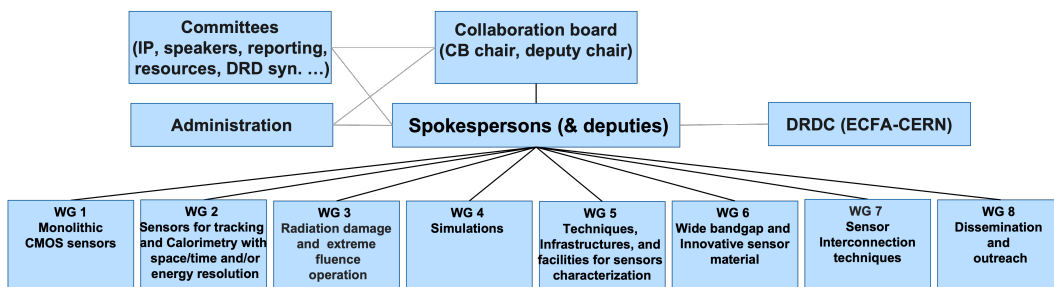 Committees
(IP, speakers, reporting,
resources, DRD syn. …)
Collaboration board
(CB chair, deputy chair)
Administration
Spokespersons (& deputies)
DRDC (ECFA-CERN)
WG 1
Monolithic
CMOS sensors
WG 2
Sensors for tracking
and Calorimetry with
space/time and/or
energy resolution
WG 3
Radiation damage
and extreme
fluence
operation
WG 4
Simulations
WG 5
Techniques,
Infrastructures, and
facilities for sensors
characterization
WG 6
Wide bandgap and
Innovative sensor
material
WG 7
Sensor
Interconnection
techniques
WG 8
Dissemination
and
outreach